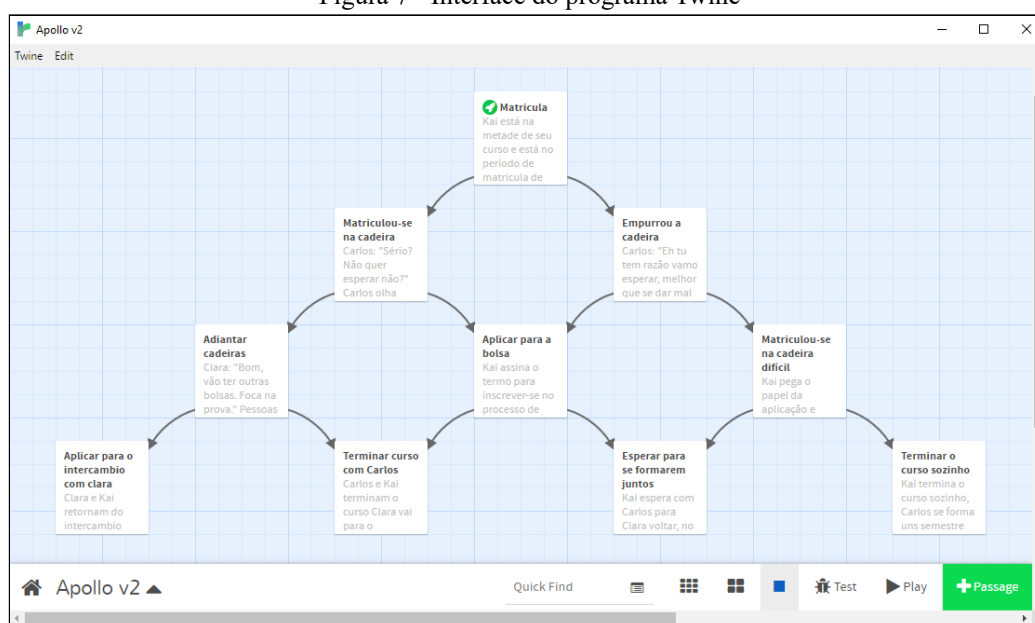 Figura 7 - Interface do programa Twine
Apollo v2
Twine Edit
Matricula
Kai está na
metade de seu
curso e está no
período de
matricula de
Matriculou-se
na cadeira
Carlos: "Sério?
Não quer
esperar não?"
Carlos olha
Empurrou a
cadeira
Carlos: "Eh tu
tem razão vamo
esperar, melhor
que se dar mal
Adiantar
cadeiras
Clara: "Bom,
vão ter outras
bolsas. Foca na
prova." Pessoas
Aplicar para a
bolsa
Kai assina o
termo para
inscrever-se no
processo de
Matriculou-se
na cadeira
difícil
Kai pega o
papel da
aplicação e
Aplicar para o
intercambio
com clara
Clara e Kai
retornam do
intercambio
Terminar curso
com Carlos
Carlos e Kai
terminam o
curso Clara vai
para o
Esperar para
se formarem
juntos
Kai espera com
Carlos para
Clara voltar, no
Terminar o
curso sozinho
Kai termina o
curso sozinho,
Carlos se forma
uns semestre
Apollo v2
Quick Find
Test
Play
+Passage